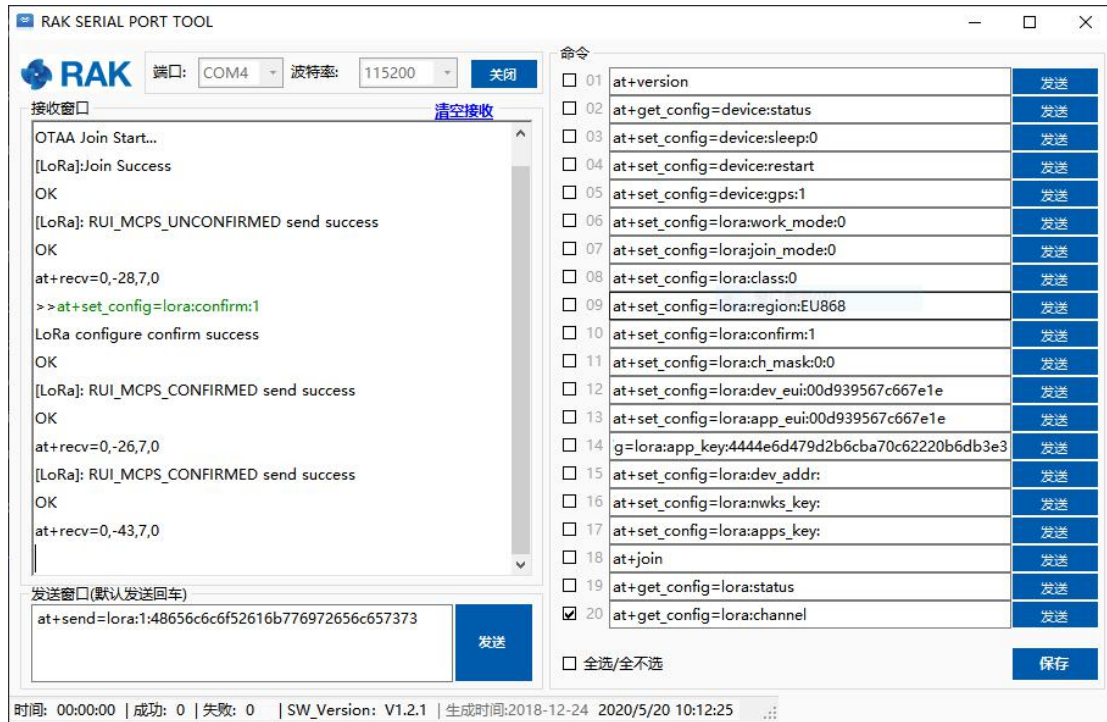 RAK SERIAL PORT TOOL
RAK
端口: COM4 波特率: 115200 关闭
接收窗口 清空接收
OTAA Join Start...
[LoRa]:Join Success
OK
[LoRa]: RUI_MCPS_UNCONFIRMED send success
OK
at+recv=0,-28,7,0
>>at+set_config=lora:confirm:1
LoRa configure confirm success
OK
[LoRa]: RUI_MCPS_CONFIRMED send success
OK
at+recv=0,-26,7,0
[LoRa]: RUI_MCPS_CONFIRMED send success
OK
at+recv=0,-43,7,0
发送窗口(默认发送回车)
at+send=lora:1:48656c6c6f52616b776972656c657373
发送
命令
01 at+version 发送
02 at+get_config=device:status 发送
03 at+set_config=device:sleep:0 发送
04 at+set_config=device:restart 发送
05 at+set_config=device:gps:1 发送
06 at+set_config=lora:work_mode:0 发送
07 at+set_config=lora:join_mode:0 发送
08 at+set_config=lora:class:0 发送
09 at+set_config=lora:region:EU868 发送
10 at+set_config=lora:confirm:1 发送
11 at+set_config=lora:ch_mask:0:0 发送
12 at+set_config=lora:dev_eui:00d939567c667e1e 发送
13 at+set_config=lora:app_eui:00d939567c667e1e 发送
14 g=lora:app_key:4444e6d479d2b6cba70c62220b6db3e3 发送
15 at+set_config=lora:dev_addr: 发送
16 at+set_config=lora:nwks_key: 发送
17 at+set_config=lora:apps_key: 发送
18 at+join 发送
19 at+get_config=lora:status 发送
20 at+get_config=lora:channel 发送
全选/全不选 保存
时间: 00:00:00 |成功: 0 |失败: 0 |SW_Version: V1.2.1 |生成时间:2018-12-24 2020/5/20 10:12:25